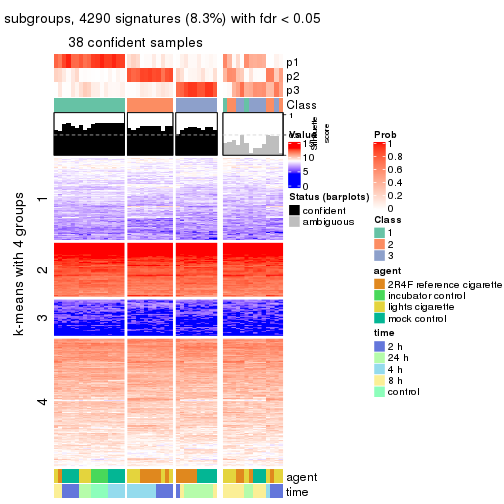 subgroups, 4290 signatures (8.3%) with fdr < 0.05
38 confident samples
p1
p2
p3
Class
1
Silhouette
score
k-means with 4 groups
1
2
3
4
agent
time
Value
15
10
5
0
Status (barplots)
confident
ambiguous
Prob
1
0.8
0.6
0.4
0.2
0
Class
1
2
3
agent
2R4F reference cigarette
incubator control
lights cigarette
mock control
time
2 h
24 h
4 h
8 h
control